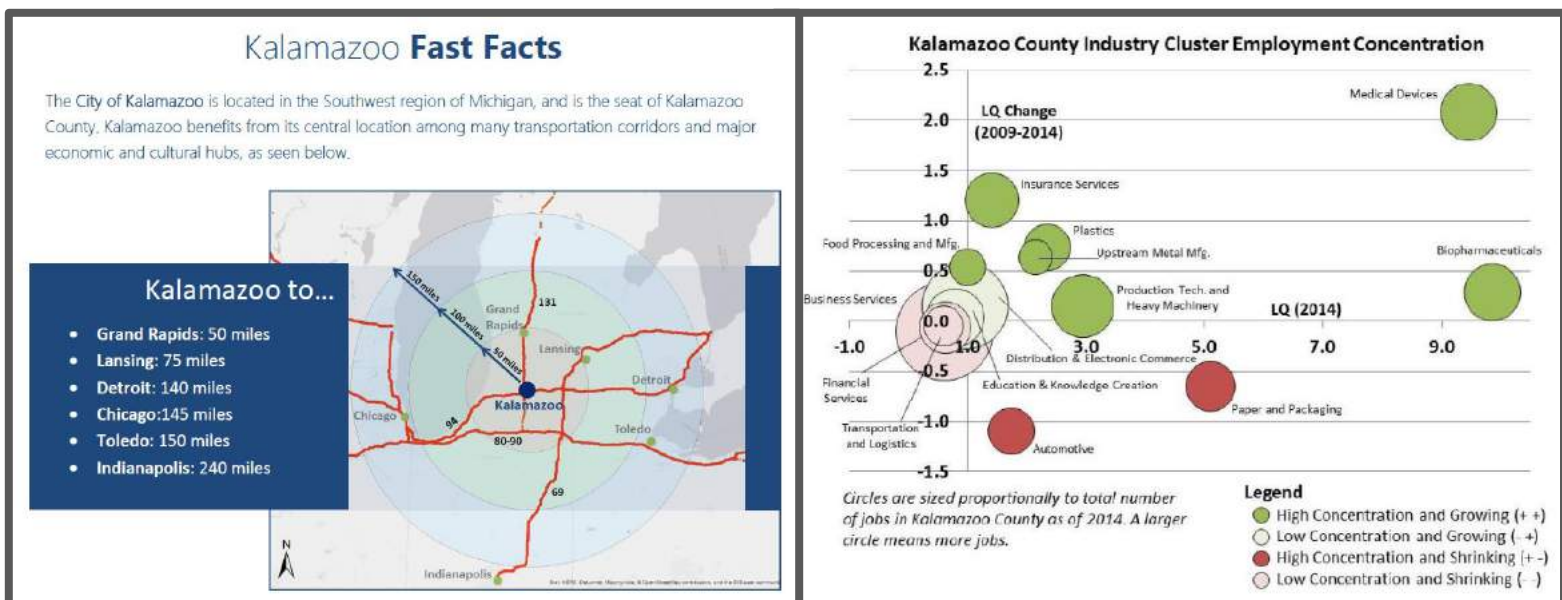 Kalamazoo Fast Facts
The City of Kalamazoo is located in the Southwest region of Michigan, and is the seat of Kalamazoo
County, Kalamazoo benefits from its central location among many transportation corridors and major
economic and cultural hubs, as seen below.
Kalamazoo to...
• Grand Rapids: 50 miles
• Lansing: 75 miles
• Detroit: 140 miles
• Chicago:145 miles
• Toledo: 150 miles
• Indianapolis: 240 miles
150 miles
100 miles
50 miles
131
Grand
Rapids
Lansing
Detroit
Kalamazoo
Chicago
94
80-90
Toledo
69
N
Indianapolis
Kalamazoo County Industry Cluster Employment Concentration
2.5
2.0
1.5
1.0
0.5
0.0
-0.5
-1.0
-1.5
LQ Change
(2009-2014)
Medical Devices
Insurance Services
Plastics
Food Processing and Mfg.
Upstream Metal Mfg.
Biopharmaceuticals
Business Services
Production Tech. and
Heavy Machinery
LQ (2014)
-1.0
1.0
3.0
5.0
7.0
9.0
Distribution & Electronic Commerce
Financial
Services
Education & Knowledge Creation
Paper and Packaging
Transportation
and Logistics
Automotive
Circles are sized proportionally to total number
of jobs in Kalamazoo County as of 2014. A larger
circle means more jobs.
Legend
High Concentration and Growing (+ +)
Low Concentration and Growing (- +)
High Concentration and Shrinking (+ -)
Low Concentration and Shrinking (- -)